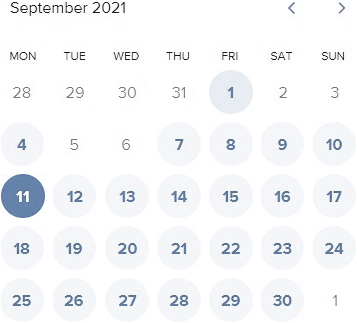 September 2021
MON TUE WED THU FRI SAT SUN
28 29 30 31 1 2 3
4 5 6 7 8 9 10
11 12 13 14 15 16 17
18 19 20 21 22 23 24
25 26 27 28 29 30 1